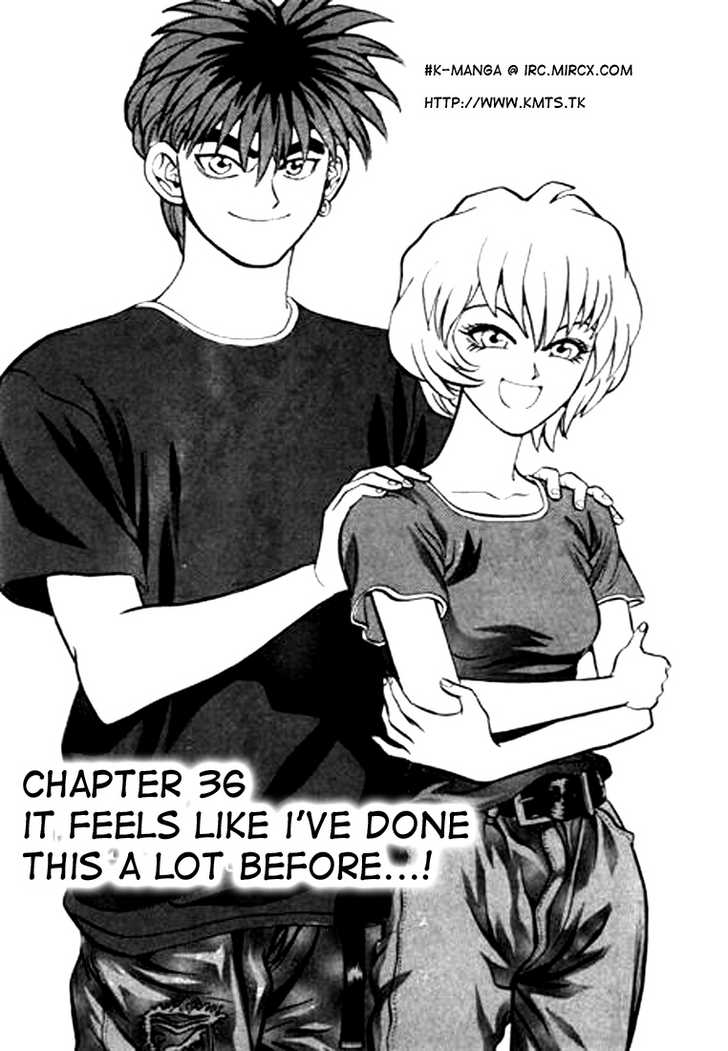 #K-MANGA @ IRC.MIRCX.COM
HTTP://WWW.KMTS.TK
CHAPTER 36
IT FEELS LIKE I'VE DONE
THIS A LOT BEFORE...!